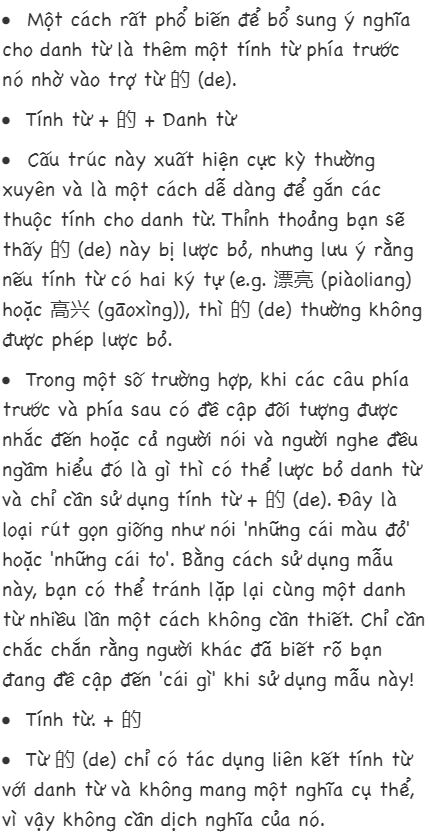 • Một cách rất phổ biến để bổ sung ý nghĩa
cho danh từ là thêm một tính từ phía trước
nó nhờ vào trợ từ 的 (de).
• Tính từ + 的 + Danh từ
• Cấu trúc này xuất hiện cực kỳ thường
xuyên và là một cách dễ dàng để gắn các
thuộc tính cho danh từ. Thỉnh thoảng bạn sẽ
thấy 的 (de) này bị lược bỏ, nhưng lưu ý rằng
nếu tính từ có hai ký tự (e.g. 漂亮 (piàoliang)
hoặc 高兴 (gāoxìng)), thì 的 (de) thường không
được phép lược bỏ.
• Trong một số trường hợp, khi các câu phía
trước và phía sau có đề cập đối tượng được
nhắc đến hoặc cả người nói và người nghe đều
ngầm hiểu đó là gì thì có thể lược bỏ danh từ
và chỉ cần sử dụng tính từ + 的 (de). Đây là
loại rút gọn giống như nói 'những cái màu đỏ'
hoặc 'những cái to'. Bằng cách sử dụng mẫu
này, bạn có thể tránh lặp lại cùng một danh
từ nhiều lần một cách không cần thiết. Chỉ cần
chắc chắn rằng người khác đã biết rõ bạn
đang đề cập đến 'cái gì' khi sử dụng mẫu này!
• Tính từ. + 的
• Từ 的 (de) chỉ có tác dụng liên kết tính từ
với danh từ và không mang một nghĩa cụ thể,
vì vậy không cần dịch nghĩa của nó.